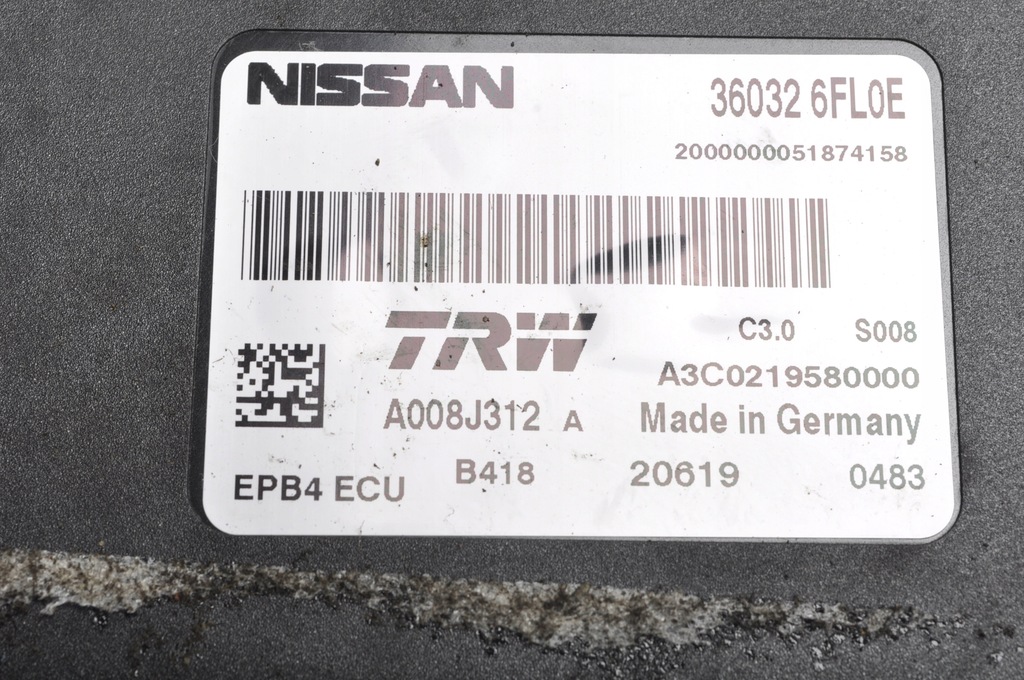 NISSAN 36032 6FL0E
2000000051874158
TRW C3.0 S008
A3C0219580000
A008J312 A Made in Germany
EPB4 ECU B418 20619 0483